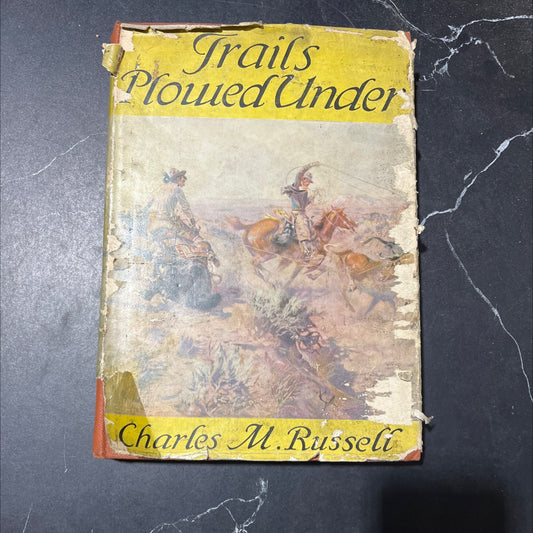 Trails
Plowed Under
Charles M. Russell